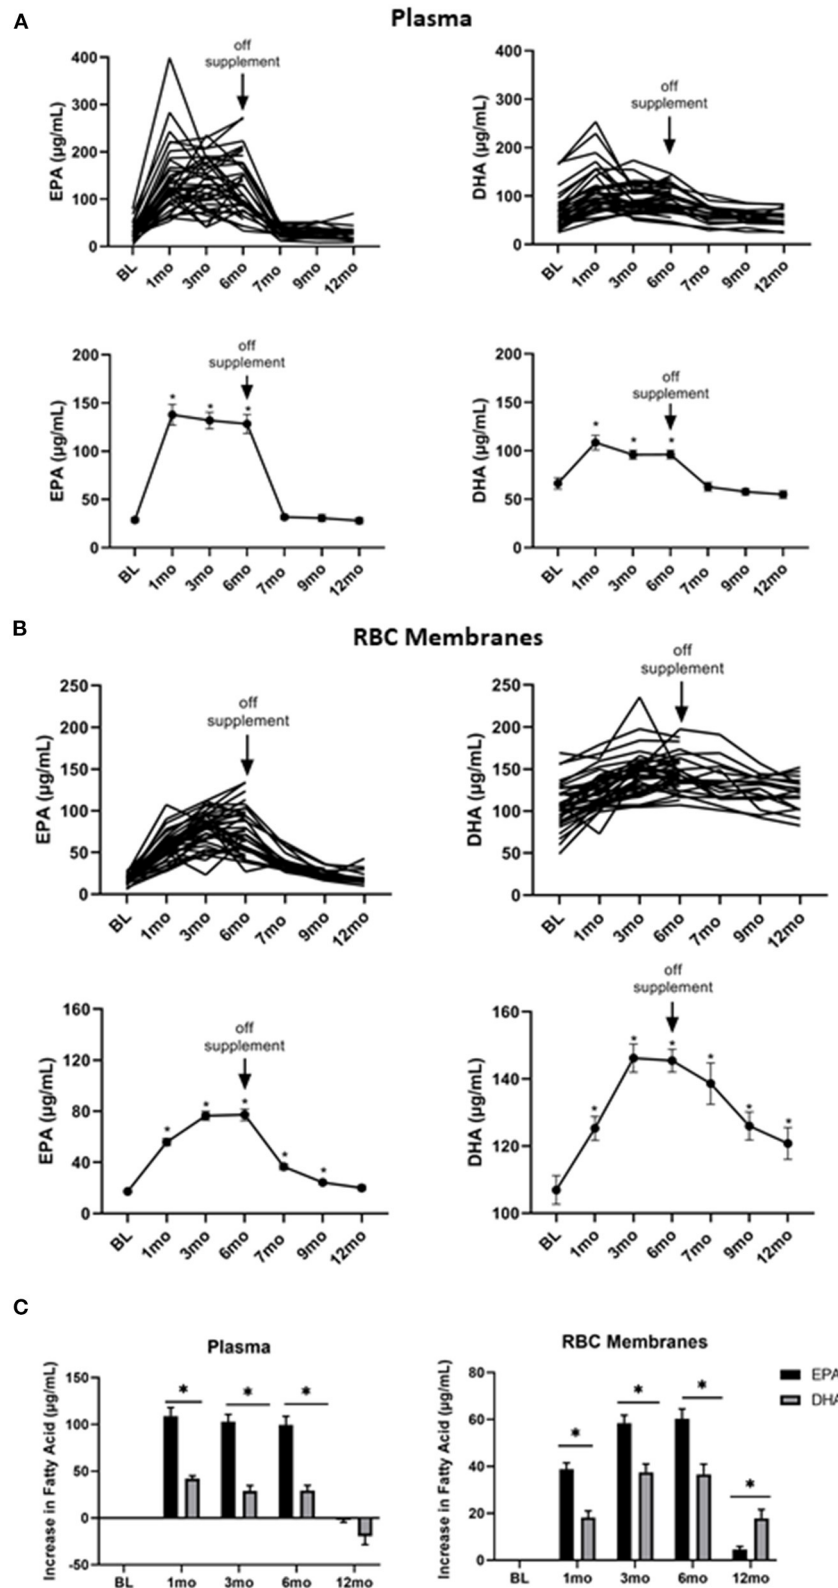 A
Plasma
off
supplement
400
300
200
100
0
EPA (µg/mL)
BL
1mo
3mo
6mo
7mo
9mo
12mo
off
supplement
400
300
200
100
0
DHA (µg/mL)
BL
1mo
3mo
6mo
7mo
9mo
12mo
off
supplement
200
150
100
50
0
EPA (µg/mL)
* * *
BL
1mo
3mo
6mo
7mo
9mo
12mo
off
supplement
200
150
100
50
0
DHA (µg/mL)
* * *
BL
1mo
3mo
6mo
7mo
9mo
12mo
B
RBC Membranes
off
supplement
250
200
150
100
50
0
EPA (µg/mL)
BL
1mo
3mo
6mo
7mo
9mo
12mo
off
supplement
250
200
150
100
50
0
DHA (µg/mL)
BL
1mo
3mo
6mo
7mo
9mo
12mo
off
supplement
160
120
80
40
0
EPA (µg/mL)
* * * * *
BL
1mo
3mo
6mo
7mo
9mo
12mo
off
supplement
160
140
120
100
DHA (µg/mL)
* * * * * *
BL
1mo
3mo
6mo
7mo
9mo
12mo
C
Plasma
150
100
50
0
-50
Increase in Fatty Acid (µg/mL)
* * *
BL
1mo
3mo
6mo
12mo
RBC Membranes
80
60
40
20
0
Increase in Fatty Acid (µg/mL)
* * * *
BL
1mo
3mo
6mo
12mo
EPA
DHA